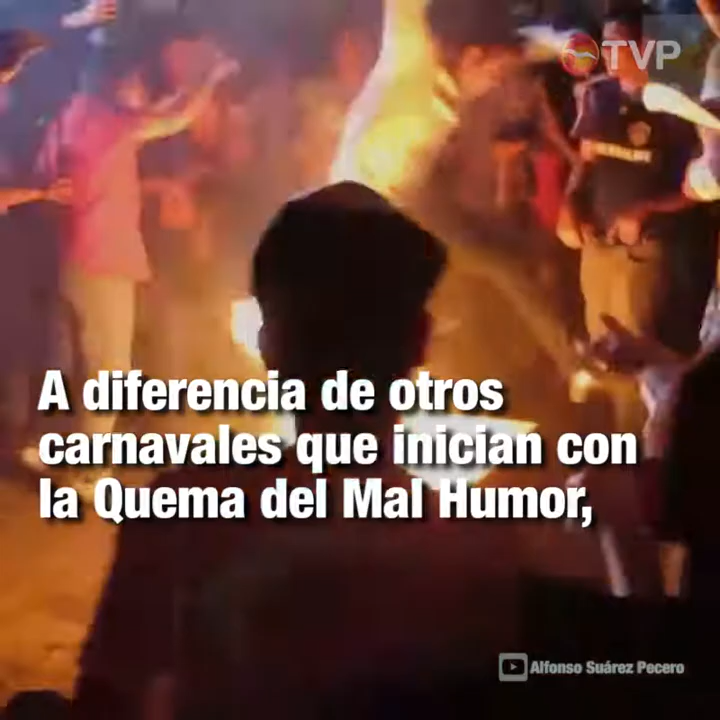 TVP
A diferencia de otros
carnavales que inician con
la Quema del Mal Humor,
Alfonso Suárez Pecero